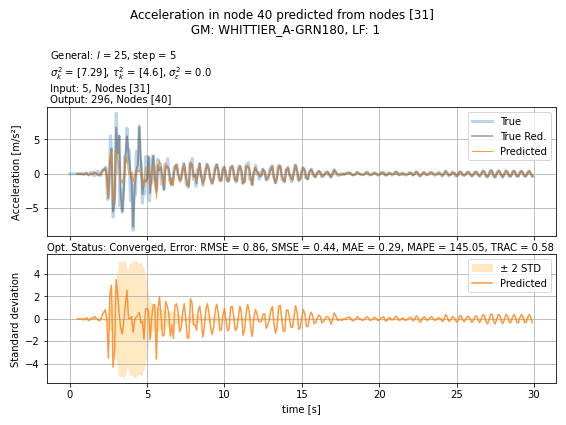 Acceleration in node 40 predicted from nodes [31]
GM: WHITTIER_A-GRN180, LF: 1
General: l = 25, step = 5
σ²ₖ = [7.29], τ²ₖ = [4.6], σ²ε = 0.0
Input: 5, Nodes [31]
Output: 296, Nodes [40]
Acceleration [m/s²]
5
0
−5
True
True Red.
Predicted
Opt. Status: Converged, Error: RMSE = 0.86, SMSE = 0.44, MAE = 0.29, MAPE = 145.05, TRAC = 0.58
Standard deviation
4
2
0
−2
−4
± 2 STD
Predicted
0 5 10 15 20 25 30
time [s]